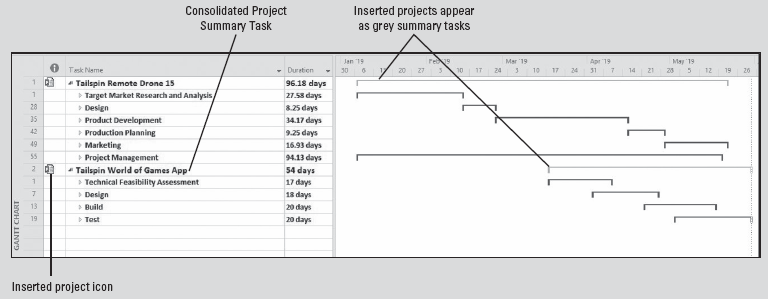 Consolidated Project
Summary Task
Inserted projects appear
as grey summary tasks
Task Name Duration
Jan '19 Feb '19 Mar '19 Apr '19 May '19
30 6 13 20 27 3 10 17 24 3 10 17 24 31 7 14 21 28 5 12 19 26
1 Tailspin Remote Drone 15 96.18 days
1 Target Market Research and Analysis 27.58 days
28 Design 8.25 days
35 Product Development 34.17 days
42 Production Planning 9.25 days
49 Marketing 16.93 days
55 Project Management 94.13 days
2 Tailspin World of Games App 54 days
1 Technical Feasibility Assessment 17 days
7 Design 18 days
13 Build 20 days
19 Test 20 days
GANTT CHART
Inserted project icon